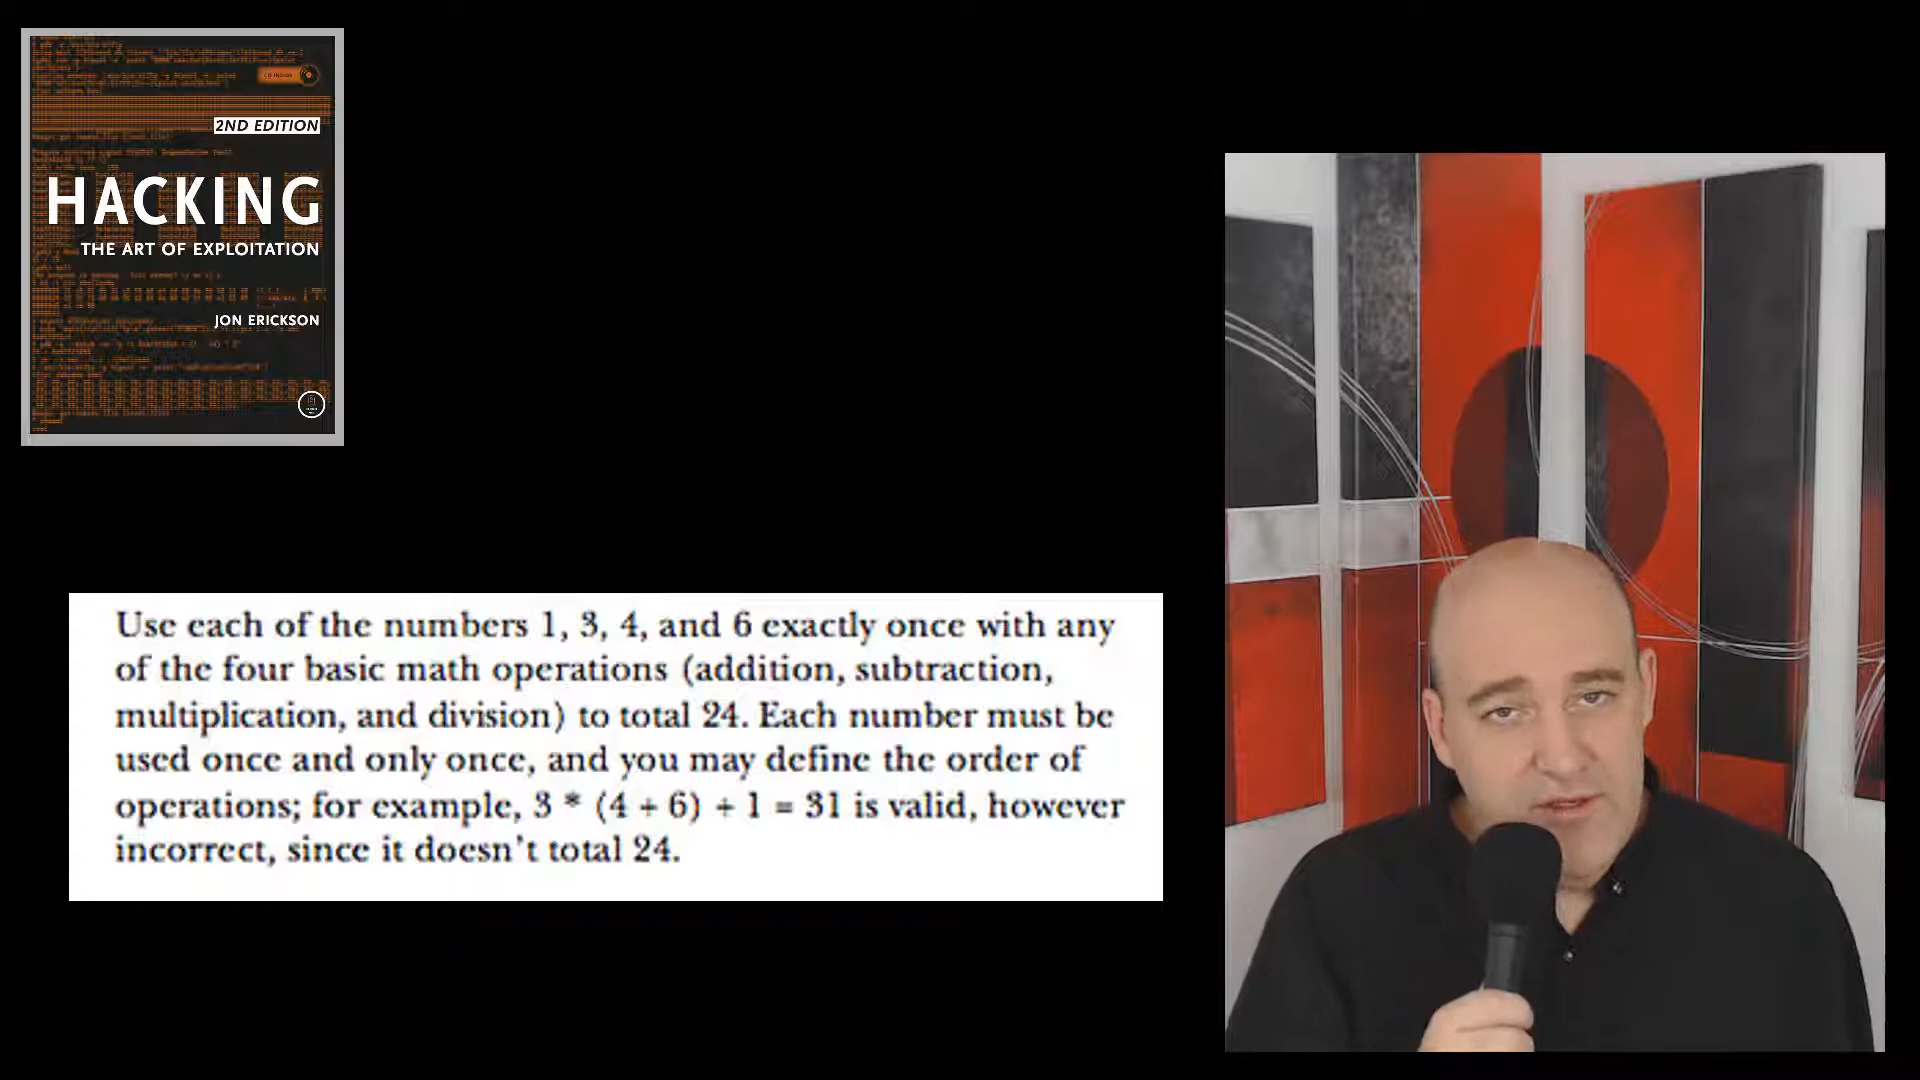 CD INSIDE
2ND EDITION
HACKING
THE ART OF EXPLOITATION
JON ERICKSON
Use each of the numbers 1, 3, 4, and 6 exactly once with any
of the four basic math operations (addition, subtraction,
multiplication, and division) to total 24. Each number must be
used once and only once, and you may define the order of
operations; for example, 3 * (4 + 6) + 1 = 31 is valid, however
incorrect, since it doesn't total 24.